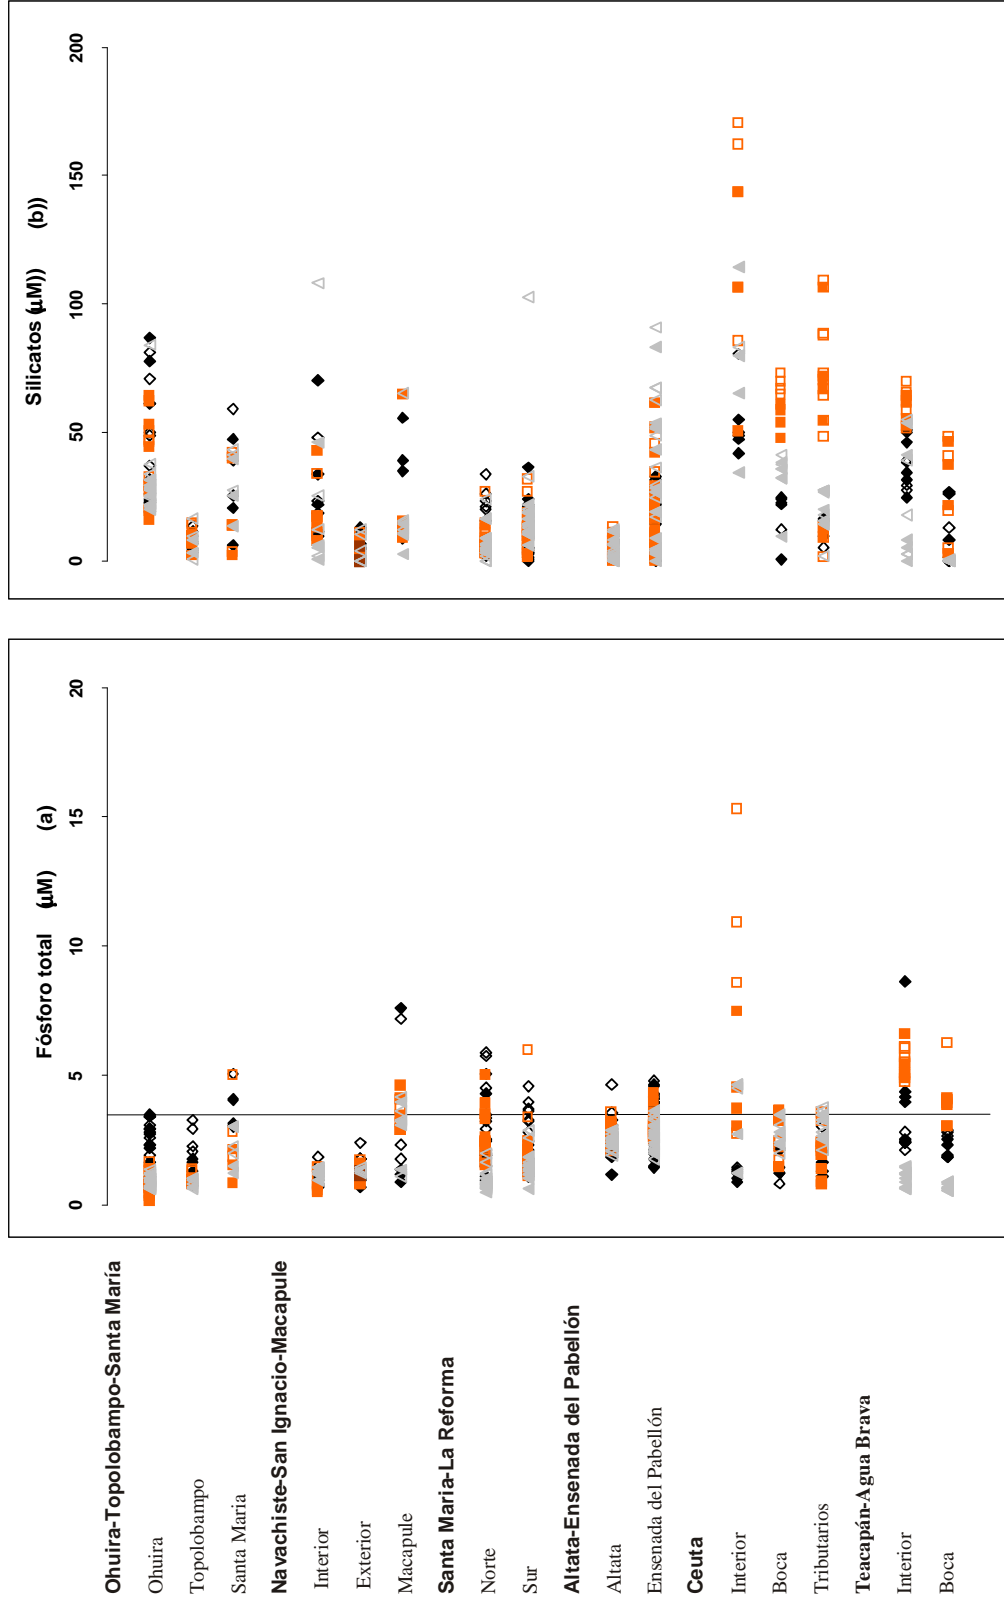 Ohuira-Topolobampo-Santa María
Ohuira
Topolobampo
Santa Maria
Navachiste-San Ignacio-Macapule
Interior
Exterior
Macapule
Santa Maria-La Reforma
Norte
Sur
Altata-Ensenada del Pabellón
Altata
Ensenada del Pabellón
Ceuta
Interior
Boca
Tributarios
Teacapán-Agua Brava
Interior
Boca
Fósforo total (μM) (a)
0 5 10 15 20
Silicatos (μM)) (b))
0 50 100 150 200